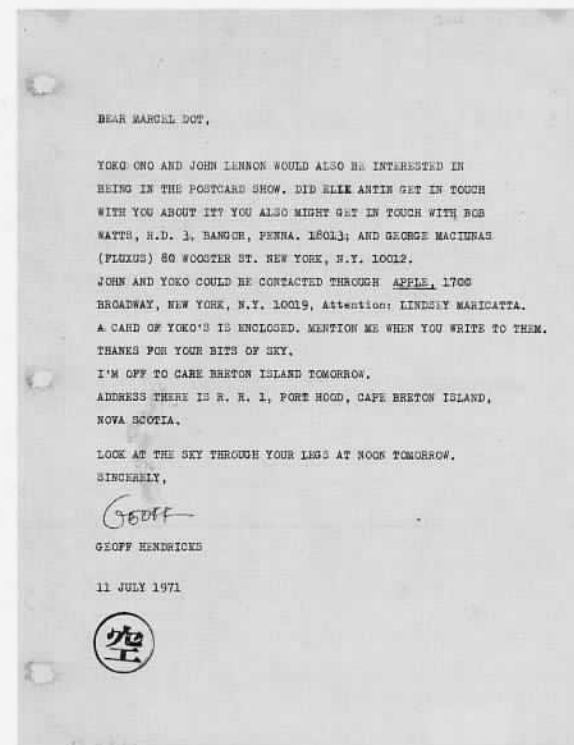 DEAR MARCEL DOT,
YOKO ONO AND JOHN LENNON WOULD ALSO BE INTERESTED IN
BEING IN THE POSTCARD SHOW. DID ELLE ANTIN GET IN TOUCH
WITH YOU ABOUT IT? YOU ALSO MIGHT GET IN TOUCH WITH BOB
WATTS, R.D. 3, BANGOR, PENNA. 18013; AND GEORGE MACIUNAS
(FLUXUS) 80 WOOSTER ST. NEW YORK, N.Y. 10012.
JOHN AND YOKO COULD BE CONTACTED THROUGH APPLE, 1700
BROADWAY, NEW YORK, N.Y. 10019, Attention: LINDSEY MARICATTA.
A CARD OF YOKO'S IS ENCLOSED. MENTION ME WHEN YOU WRITE TO THEM.
THANKS FOR YOUR BITS OF SKY.
I'M OFF TO CAPE BRETON ISLAND TOMORROW.
ADDRESS THERE IS R. R. 1, PORT HOOD, CAPE BRETON ISLAND,
NOVA SCOTIA.
LOOK AT THE SKY THROUGH YOUR LEGS AT NOON TOMORROW.
SINCERELY,
GEOFF
GEOFF HENDRICKS
11 JULY 1971
空